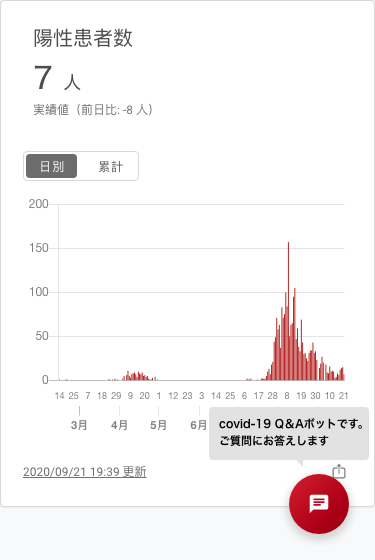 陽性患者数
7 人
実績値（前日比: -8 人）
日別 累計
200
150
100
50
0
14 25 7 18 29 9 20 1 12 23 3 14 25 6 17 28 8 19 30 10 21
3月 4月 5月 6月
covid-19 Q&Aボットです。
ご質問にお答えします
2020/09/21 19:39 更新